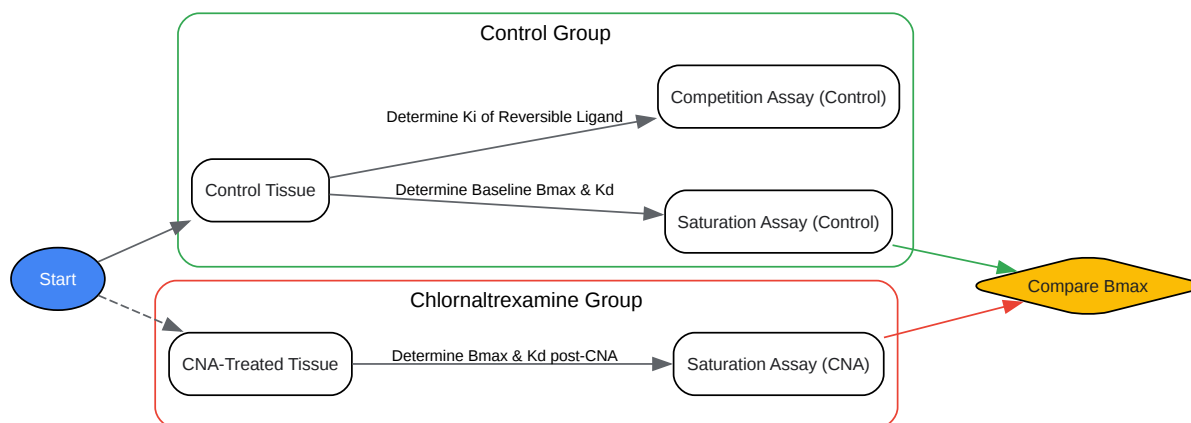 Control Group
Competition Assay (Control)
Determine Ki of Reversible Ligand
Control Tissue
Determine Baseline Bmax & Kd
Saturation Assay (Control)
Start
Compare Bmax
Chlornaltrexamine Group
CNA-Treated Tissue
Determine Bmax & Kd post-CNA
Saturation Assay (CNA)